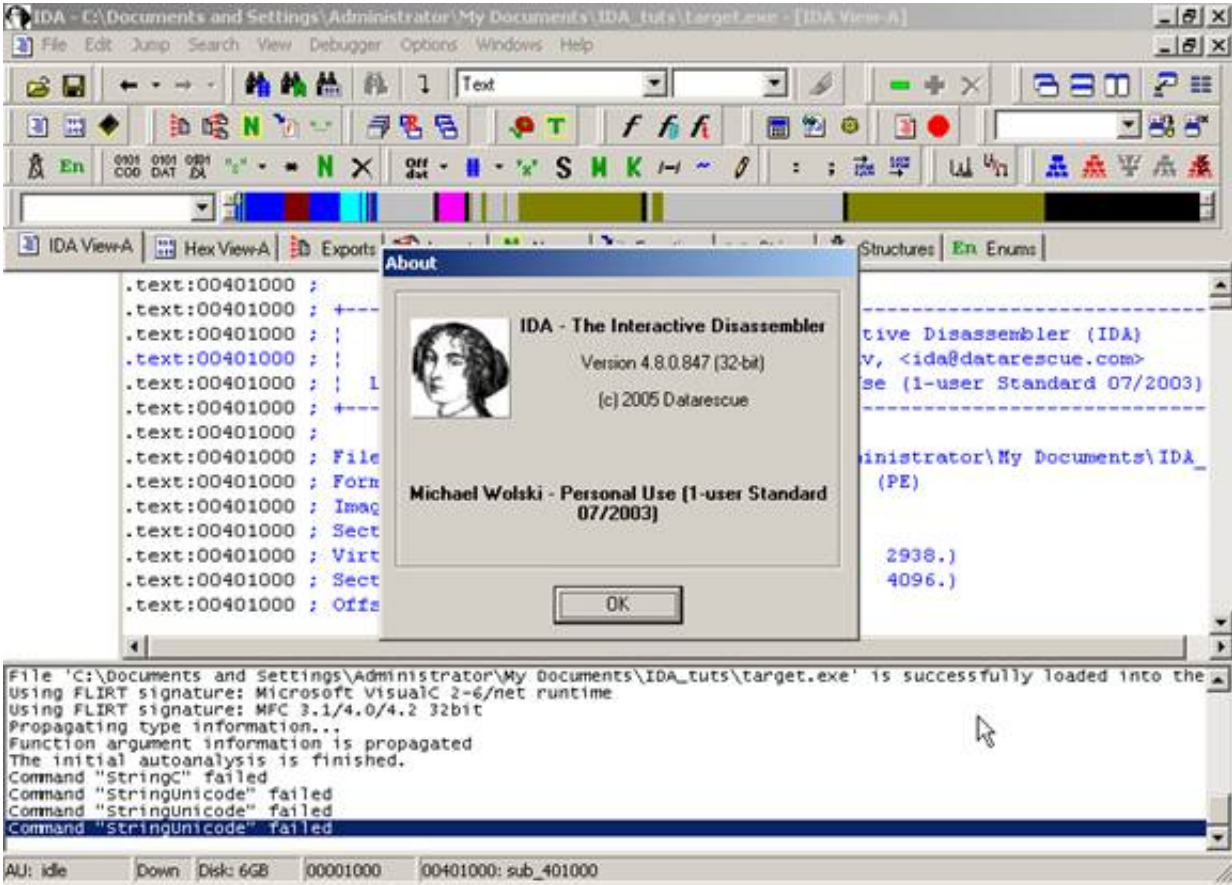 IDA - C:\Documents and Settings\Administrator\My Documents\IDA_tuts\target.exe - [IDA View-A]
File Edit Jump Search View Debugger Options Windows Help
Text
En
IDA View-A Hex View-A Exports Structures En Enums
About
IDA - The Interactive Disassembler
Version 4.8.0.847 (32-bit)
(c) 2005 Datarescue
Michael Wolski - Personal Use (1-user Standard
07/2003)
OK
.text:00401000 ;
.text:00401000 ; +---
.text:00401000 ; ¦ tive Disassembler (IDA)
.text:00401000 ; ¦ v, <ida@datarescue.com>
.text:00401000 ; ¦ L se (1-user Standard 07/2003)
.text:00401000 ; +---
.text:00401000 ;
.text:00401000 ; File inistrator\My Documents\IDA_
.text:00401000 ; Form (PE)
.text:00401000 ; Imag
.text:00401000 ; Sect
.text:00401000 ; Virt 2938.)
.text:00401000 ; Sect 4096.)
.text:00401000 ; Offs
File 'C:\Documents and Settings\Administrator\My Documents\IDA_tuts\target.exe' is successfully loaded into the
Using FLIRT signature: Microsoft VisualC 2-6/net runtime
Using FLIRT signature: MFC 3.1/4.0/4.2 32bit
Propagating type information...
Function argument information is propagated
The initial autoanalysis is finished.
Command "StringC" failed
Command "StringUnicode" failed
Command "StringUnicode" failed
Command "StringUnicode" failed
AU: idle Down Disk: 6GB 00001000 00401000: sub_401000